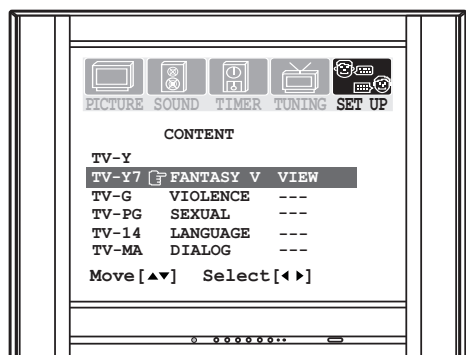 PICTURE SOUND TIMER TUNING SET UP
CONTENT
TV-Y
TV-Y7 FANTASY V VIEW
TV-G VIOLENCE ---
TV-PG SEXUAL ---
TV-14 LANGUAGE ---
TV-MA DIALOG ---
Move[▲▼] Select[◀ ▶]